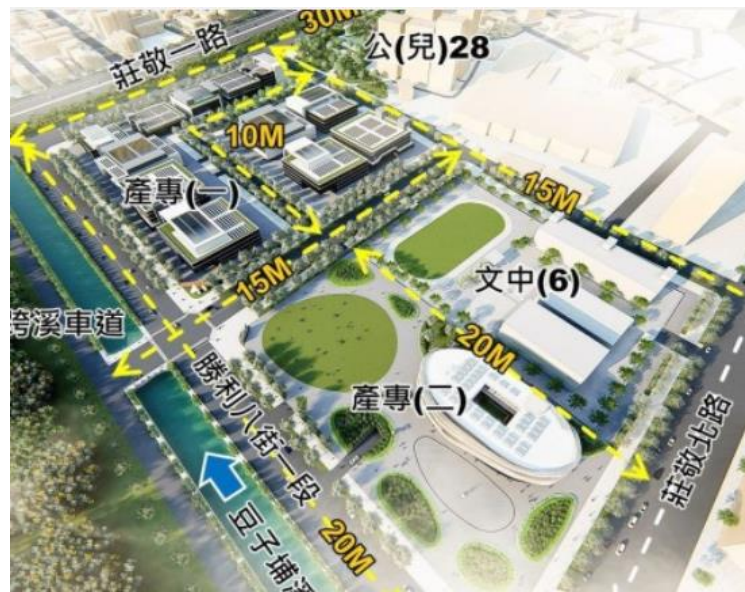 30M
莊敬一路
公(兒)28
10M
產專(一)
15M
15M
文中(6)
跨溪車道
20M
勝利八街一段
產專(二)
莊敬北路
豆子埔溪
20M